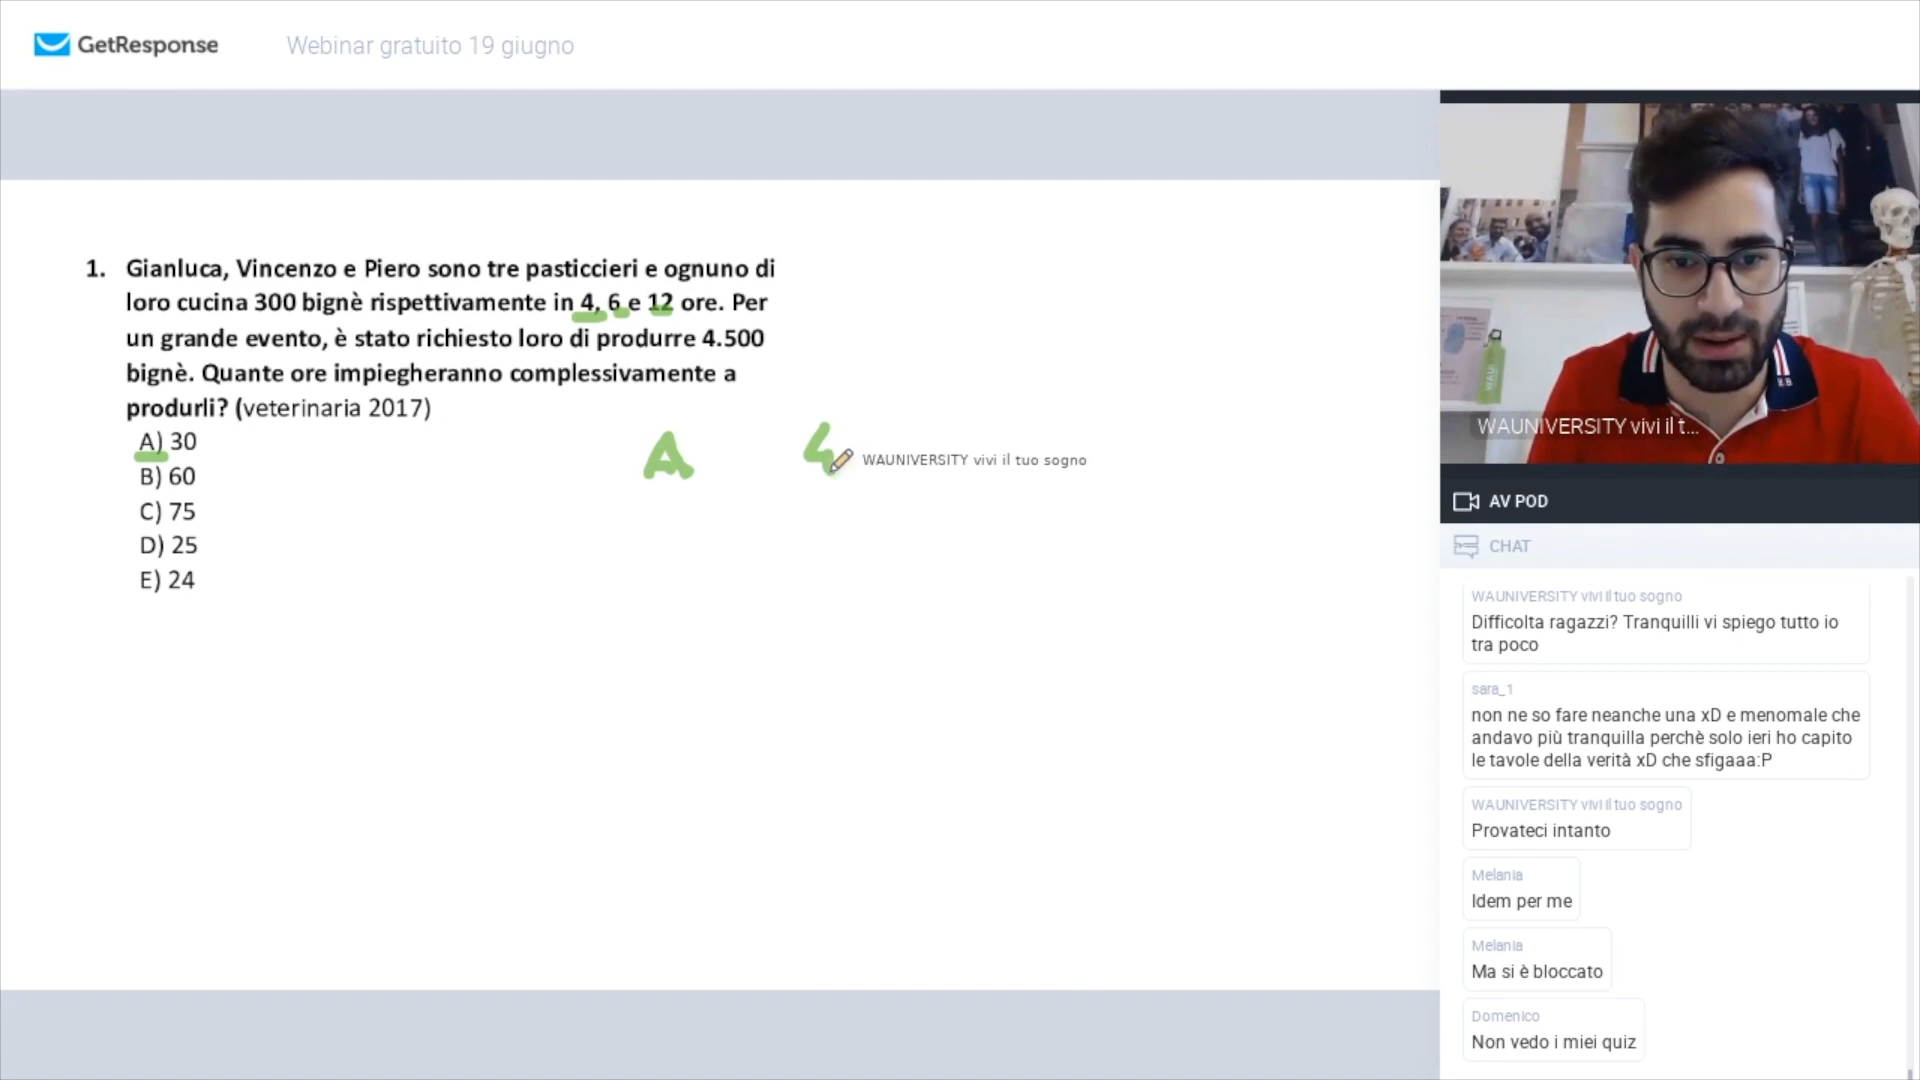 GetResponse
Webinar gratuito 19 giugno
1. Gianluca, Vincenzo e Piero sono tre pasticcieri e ognuno di
loro cucina 300 bignè rispettivamente in 4, 6 e 12 ore. Per
un grande evento, è stato richiesto loro di produrre 4.500
bignè. Quante ore impiegheranno complessivamente a
produrli? (veterinaria 2017)
A) 30
B) 60
C) 75
D) 25
E) 24
A 4
WAUNIVERSITY vivi il tuo sogno
WAU!
WAUNIVERSITY vivi il t...
AV POD
CHAT
WAUNIVERSITY vivi il tuo sogno
Difficolta ragazzi? Tranquilli vi spiego tutto io
tra poco
sara_1
non ne so fare neanche una xD e menomale che
andavo più tranquilla perchè solo ieri ho capito
le tavole della verità xD che sfigaaa:P
WAUNIVERSITY vivi il tuo sogno
Provateci intanto
Melania
Idem per me
Melania
Ma si è bloccato
Domenico
Non vedo i miei quiz